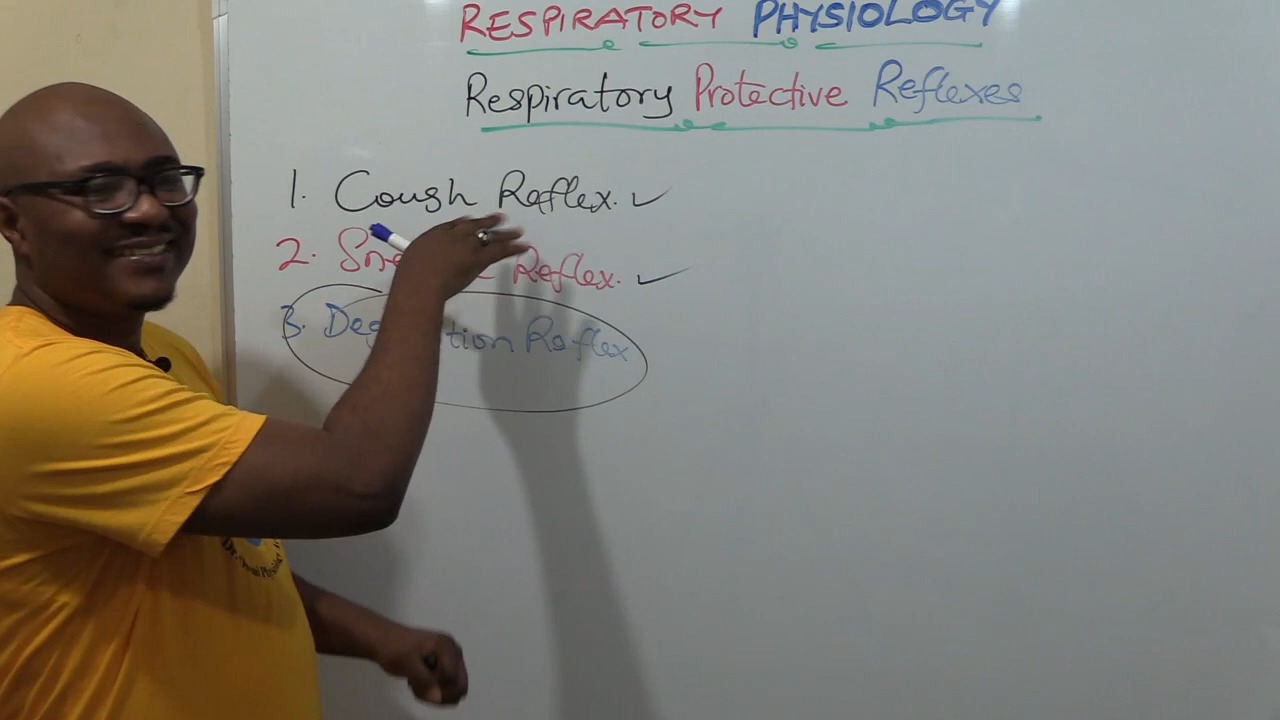 RESPIRATORY PHYSIOLOGY
Respiratory Protective Reflexes
1. Cough Reflex.
2. Reflex.
3. Reflex